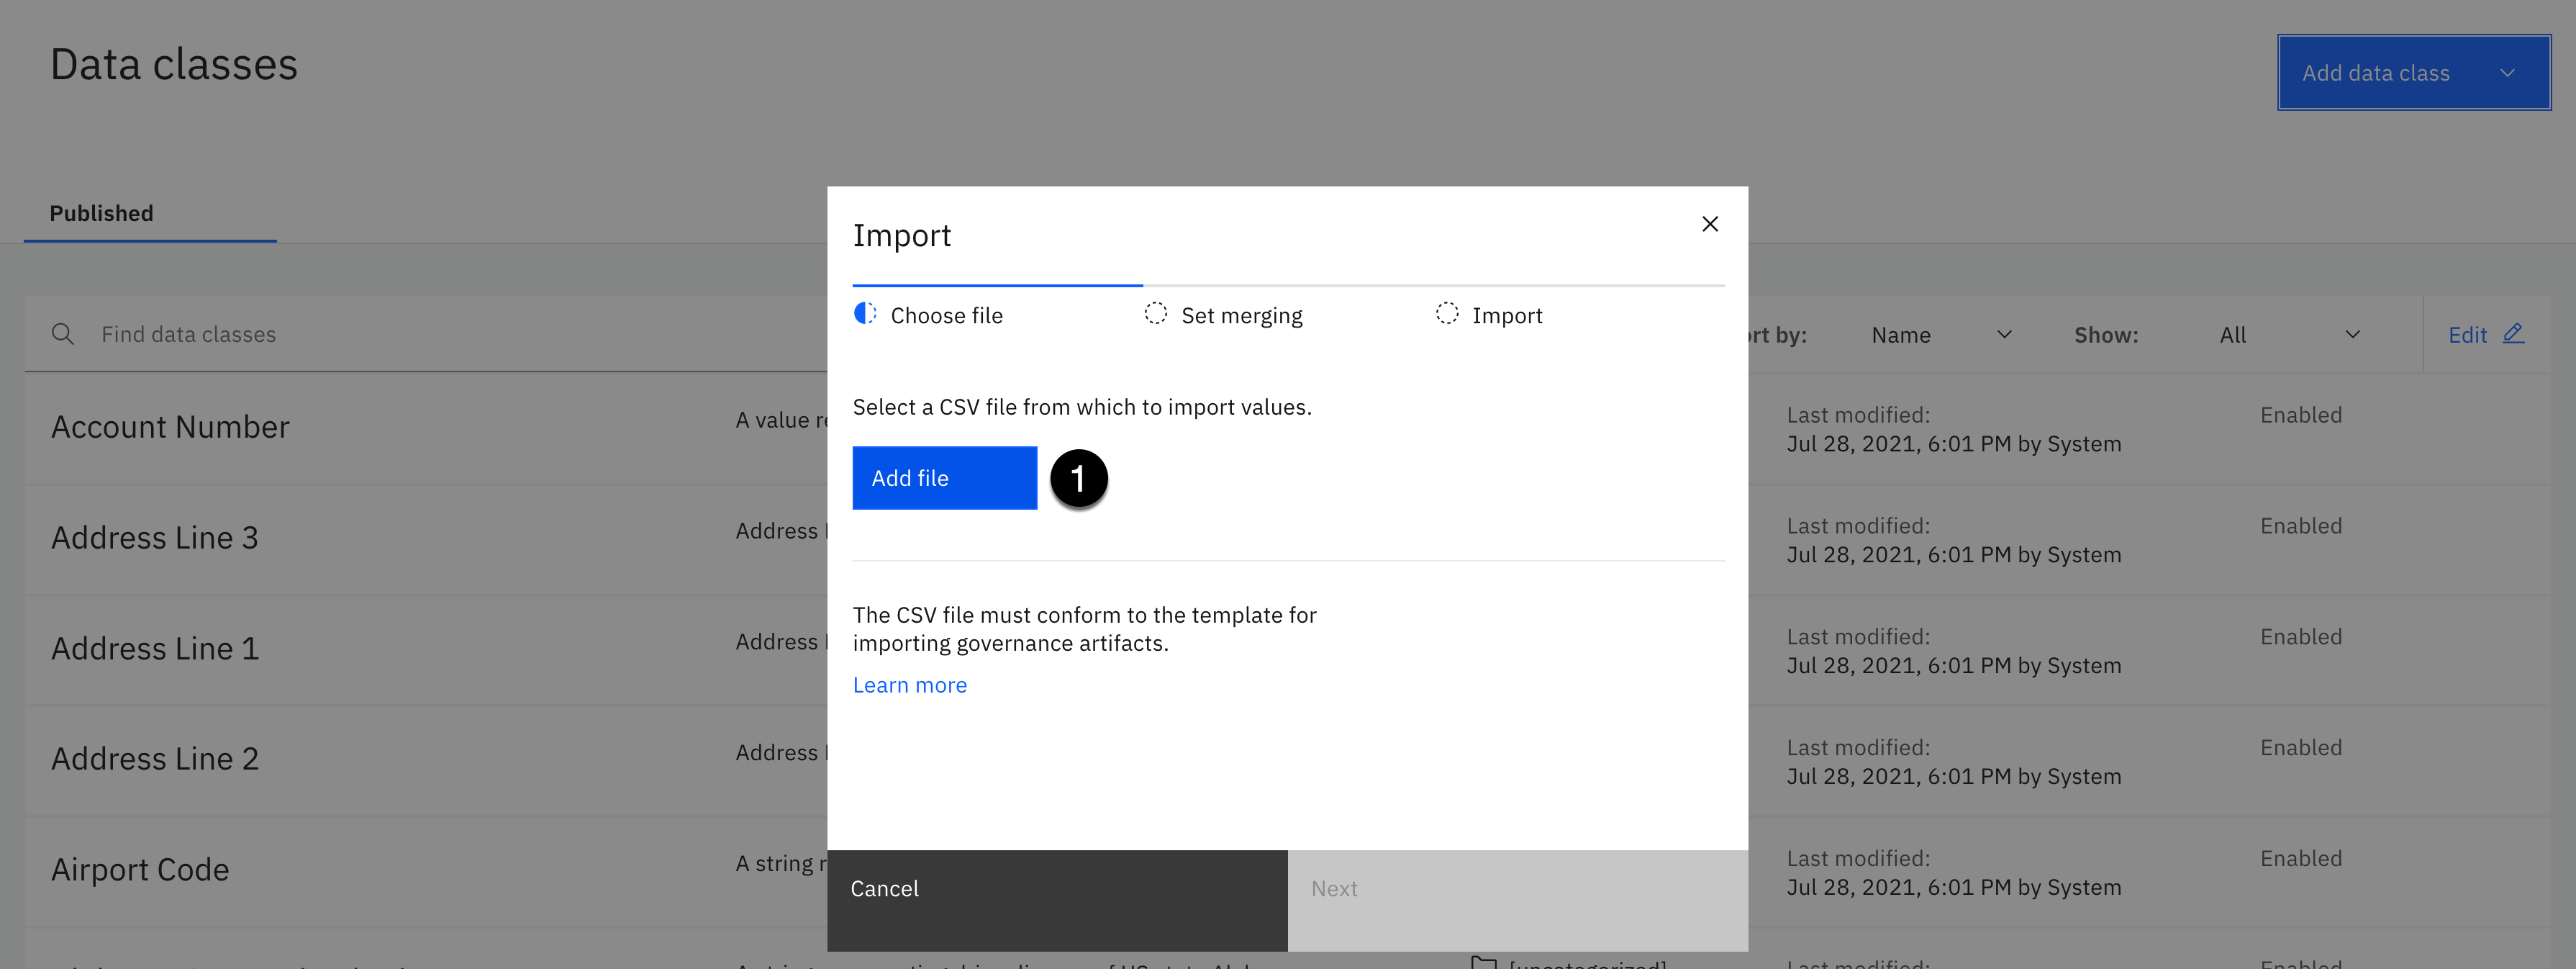 Data classes
Add data class
Published
Import
Choose file
Set merging
Import
Find data classes
by:
Name
Show:
All
Edit
Select a CSV file from which to import values.
Add file
1
The CSV file must conform to the template for
importing governance artifacts.
Learn more
Cancel
Next
Account Number
A value
Last modified:
Jul 28, 2021, 6:01 PM by System
Enabled
Address Line 3
Address
Last modified:
Jul 28, 2021, 6:01 PM by System
Enabled
Address Line 1
Address
Last modified:
Jul 28, 2021, 6:01 PM by System
Enabled
Address Line 2
Address
Last modified:
Jul 28, 2021, 6:01 PM by System
Enabled
Airport Code
A string
Last modified:
Jul 28, 2021, 6:01 PM by System
Enabled
[uncategorized]
Last modified:
Enabled